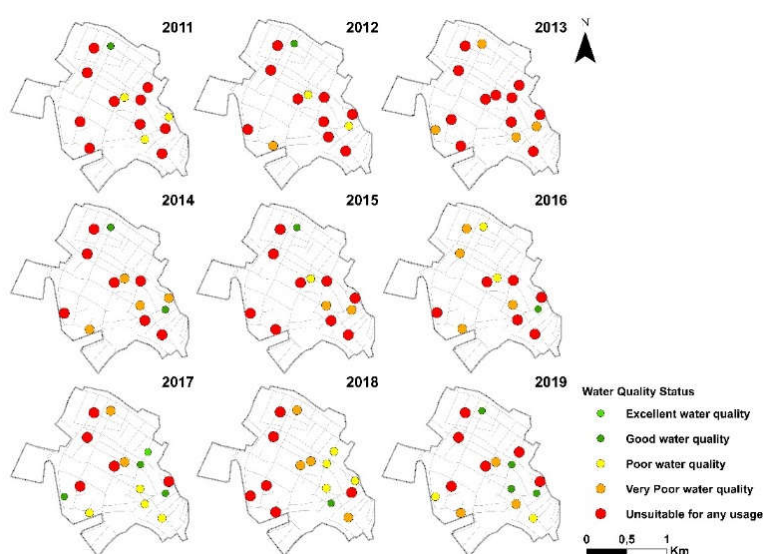 2011
2012
2013
N
2014
2015
2016
2017
2018
2019
Water Quality Status
Excellent water quality
Good water quality
Poor water quality
Very Poor water quality
Unsuitable for any usage
0 0,5 1
Km